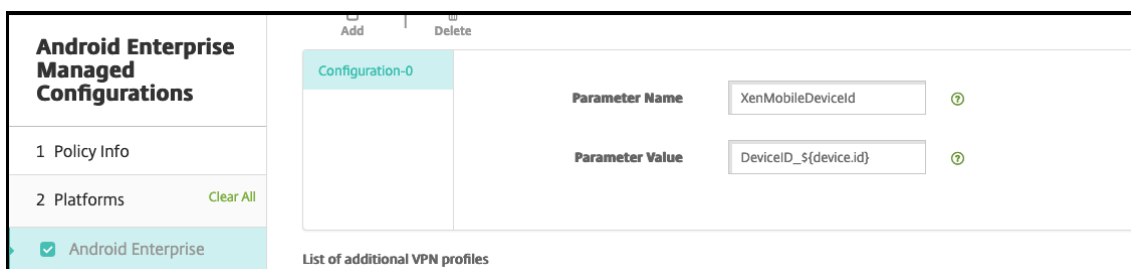 Add
Delete
Android Enterprise
Managed
Configurations
Configuration-0
Parameter Name
XenMobileDeviceId
Parameter Value
DeviceID_${device.id}
1 Policy Info
2 Platforms
Clear All
Android Enterprise
List of additional VPN profiles